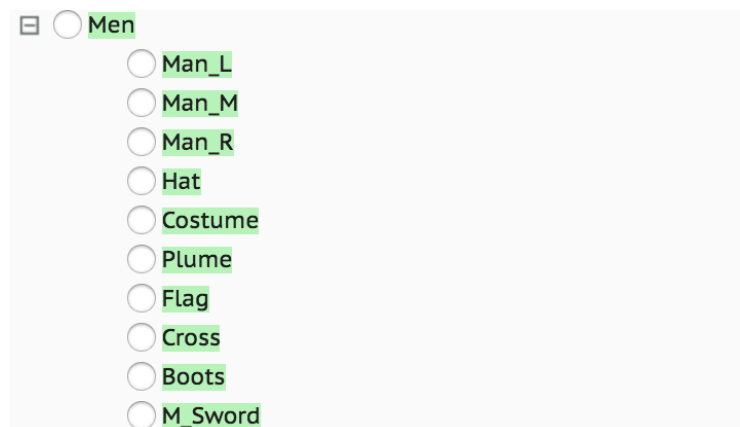 Men
Man_L
Man_M
Man_R
Hat
Costume
Plume
Flag
Cross
Boots
M_Sword